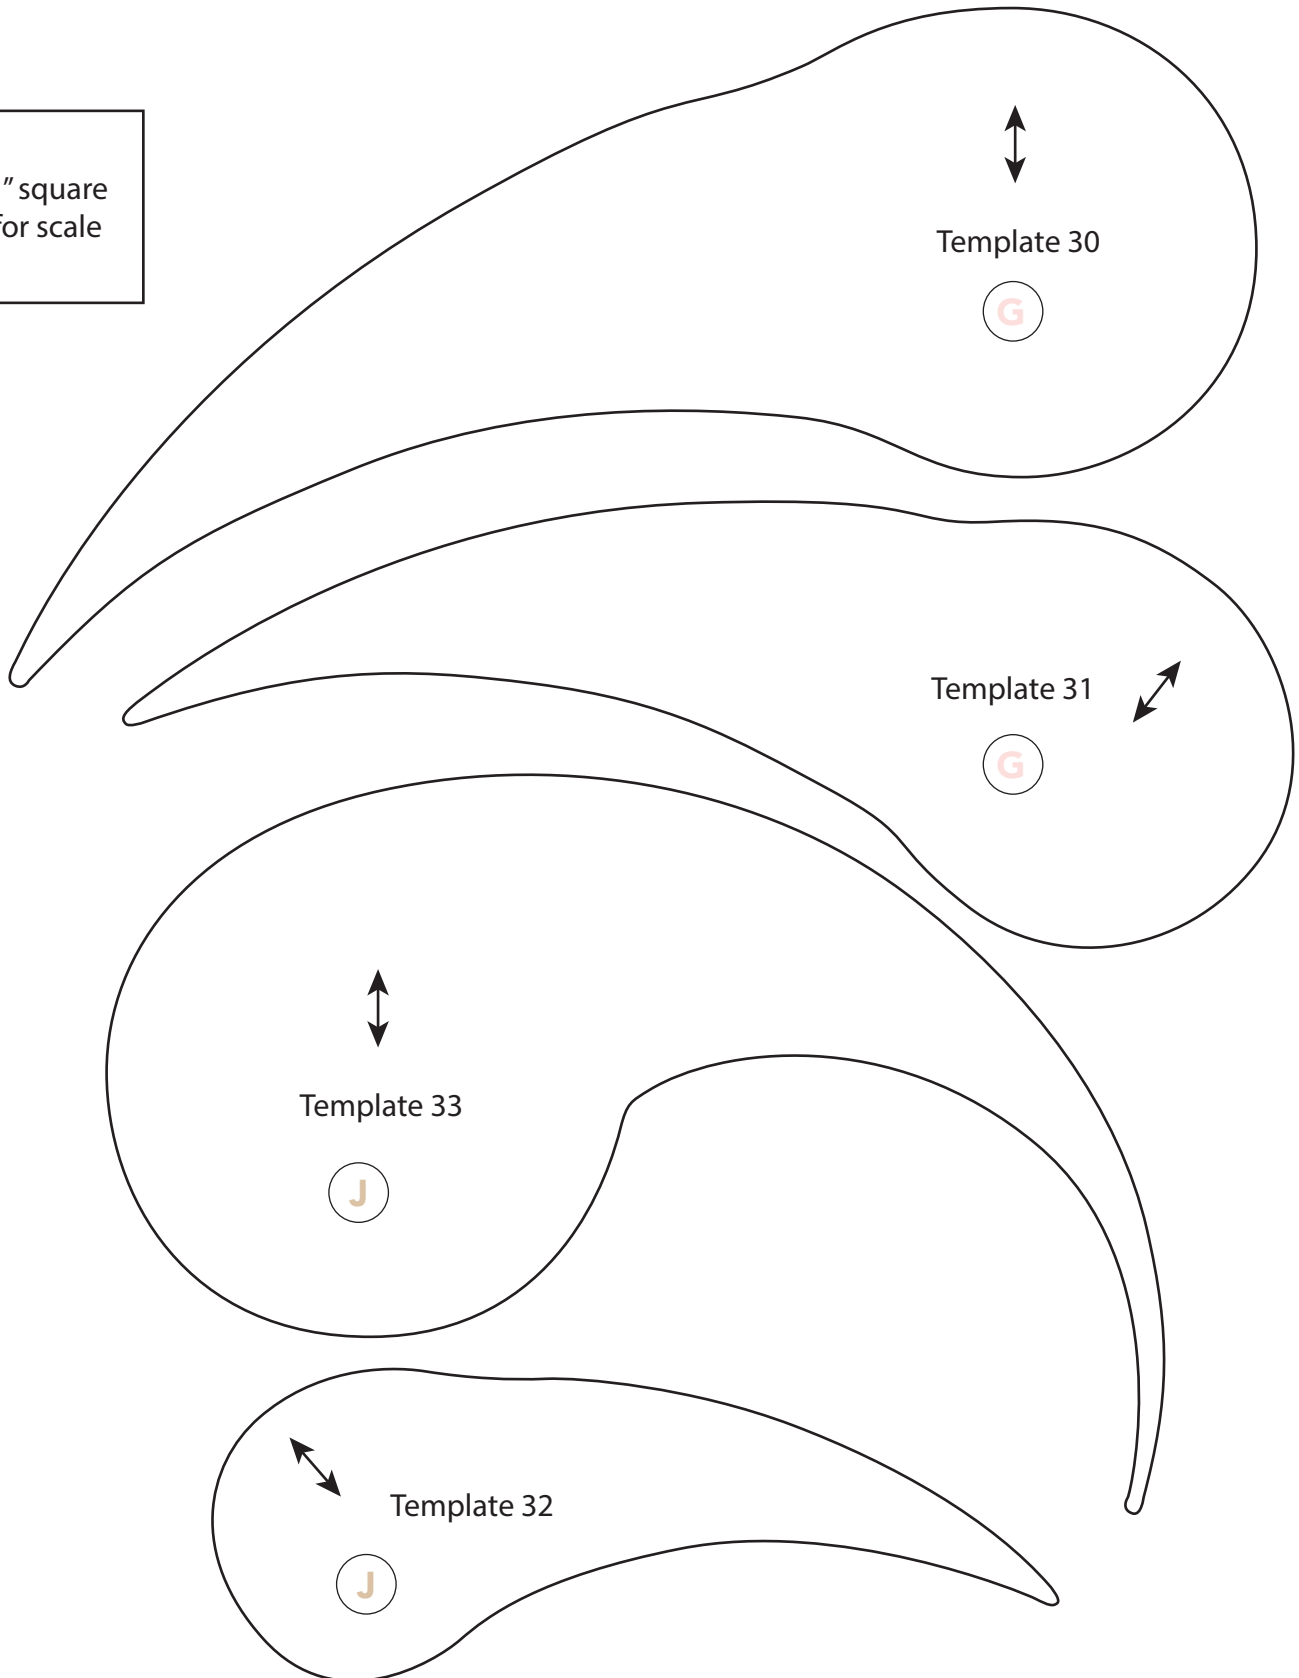 " square
for scale
Template 30
G
Template 31
G
Template 33
J
Template 32
J